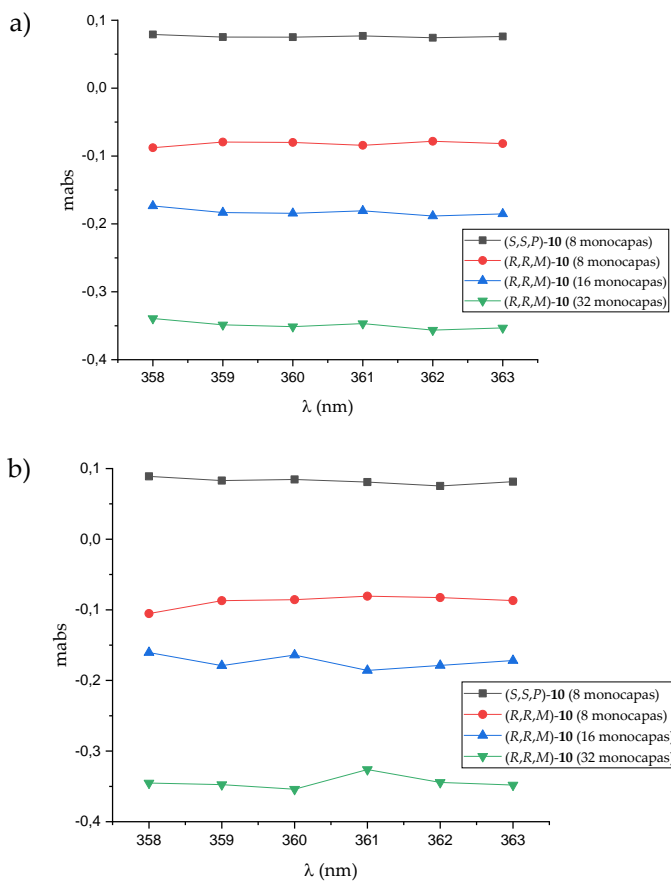 a)
0,1
0,0
-0,1
-0,2
-0,3
-0,4
mabs
(S,S,P)-10 (8 monocapas)
(R,R,M)-10 (8 monocapas)
(R,R,M)-10 (16 monocapas)
(R,R,M)-10 (32 monocapas)
358 359 360 361 362 363
λ (nm)
b)
0,1
0,0
-0,1
-0,2
-0,3
-0,4
mabs
(S,S,P)-10 (8 monocapas)
(R,R,M)-10 (8 monocapas)
(R,R,M)-10 (16 monocapas)
(R,R,M)-10 (32 monocapas)
358 359 360 361 362 363
λ (nm)